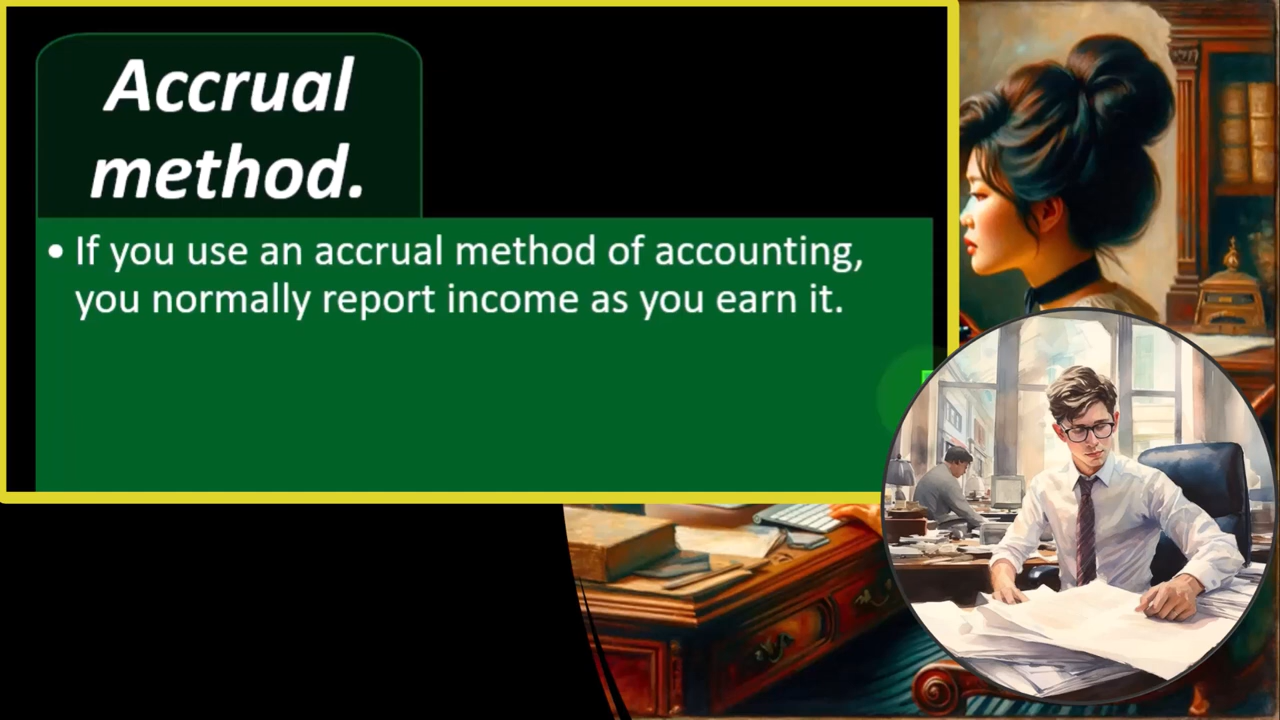 Accrual
method.
• If you use an accrual method of accounting,
you normally report income as you earn it.